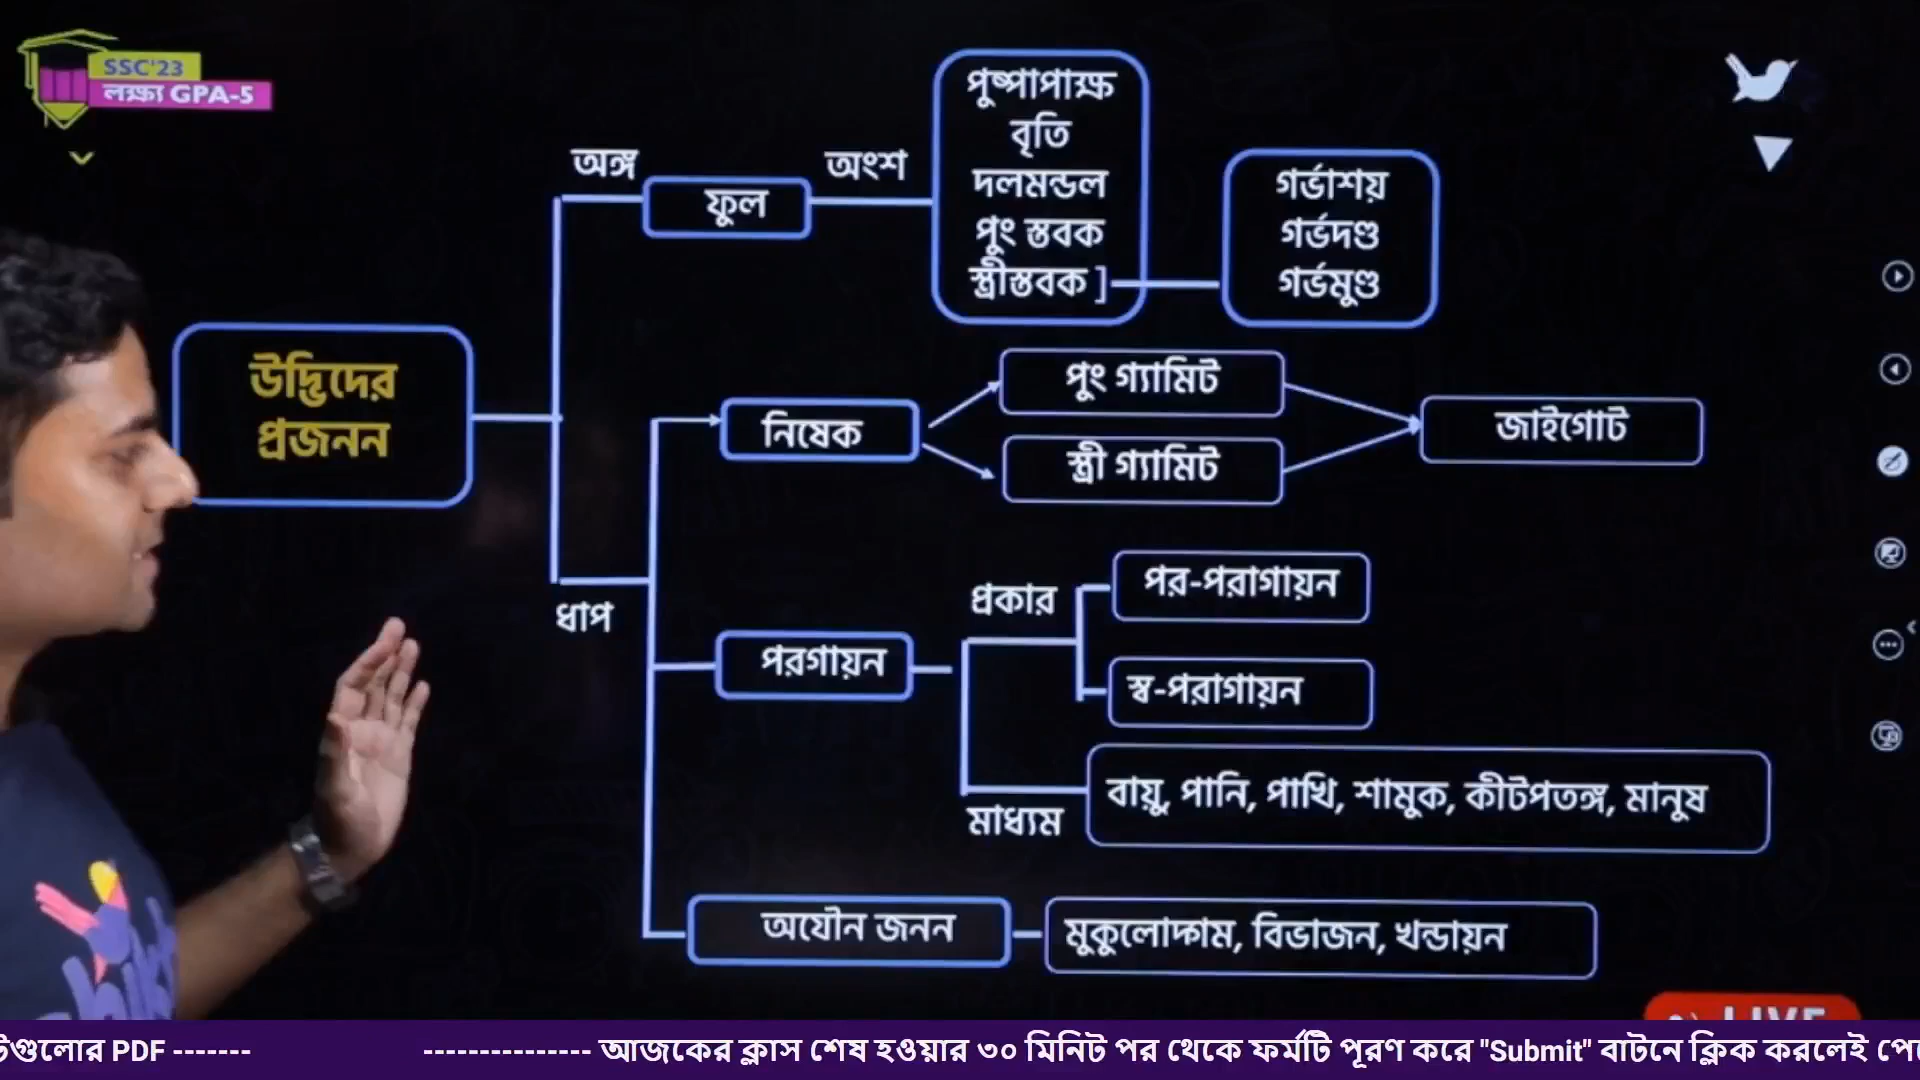 SSC'23
লক্ষ্য GPA-5
উদ্ভিদের
প্রজনন
অঙ্গ
ফুল
অংশ
পুষ্পাপাক্ষ
বৃতি
দলমন্ডল
পুং স্তবক
স্ত্রীস্তবক ]
গর্ভাশয়
গর্ভদণ্ড
গর্ভমুণ্ড
ধাপ
নিষেক
পুং গ্যামিট
স্ত্রী গ্যামিট
জাইগোট
পরগায়ন
প্রকার
পর-পরাগায়ন
স্ব-পরাগায়ন
মাধ্যম
বায়ু, পানি, পাখি, শামুক, কীটপতঙ্গ, মানুষ
অযৌন জনন
মুকুলোদ্গম, বিভাজন, খন্ডায়ন
LIVE
PDF ------- --------------- আজকের ক্লাস শেষ হওয়ার ৩০ মিনিট পর থেকে ফর্মটি পূরণ করে "Submit" বাটনে ক্লিক করলেই